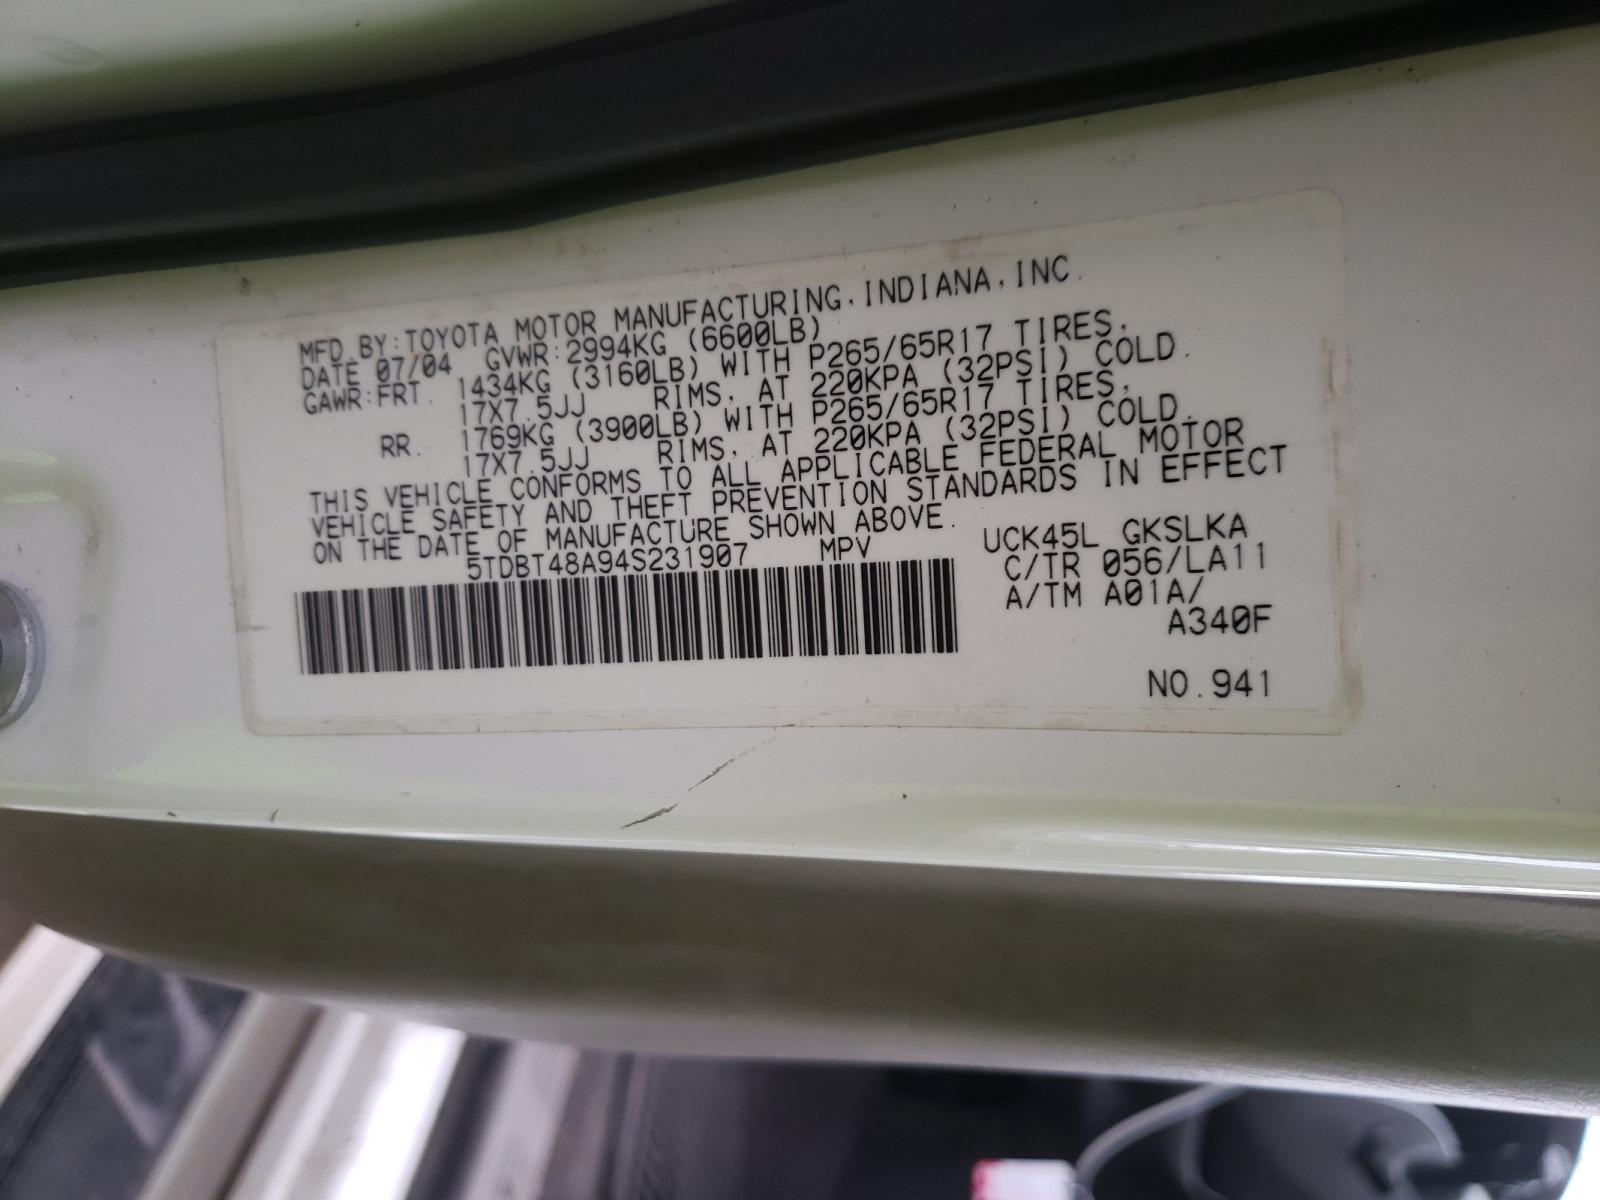 MFD.BY:TOYOTA MOTOR MANUFACTURING,INDIANA,INC.
DATE 07/04 GVWR:2994KG (6600LB)
GAWR:FRT. 1434KG (3160LB) WITH P265/65R17 TIRES,
17X7.5JJ RIMS, AT 220KPA (32PSI) COLD.
RR. 1769KG (3900LB) WITH P265/65R17 TIRES,
17X7.5JJ RIMS, AT 220KPA (32PSI) COLD.
THIS VEHICLE CONFORMS TO ALL APPLICABLE FEDERAL MOTOR
VEHICLE SAFETY AND THEFT PREVENTION STANDARDS IN EFFECT
ON THE DATE OF MANUFACTURE SHOWN ABOVE.
5TDBT48A94S231907 MPV
UCK45L GKSLKA
C/TR 056/LA11
A/TM A01A/
A340F
NO.941